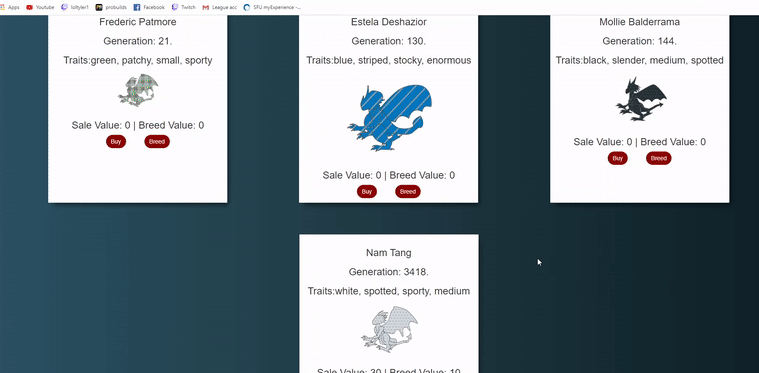 Apps YouTube loltyler1 probuilds Facebook Twitch League acc SFU myExperience -...
Frederic Patmore
Generation: 21.
Traits:green, patchy, small, sporty
Sale Value: 0 | Breed Value: 0
Buy Breed
Estela Deshazior
Generation: 130.
Traits:blue, striped, stocky, enormous
Sale Value: 0 | Breed Value: 0
Buy Breed
Mollie Balderrama
Generation: 144.
Traits:black, slender, medium, spotted
Sale Value: 0 | Breed Value: 0
Buy Breed
Nam Tang
Generation: 3418.
Traits:white, spotted, sporty, medium
Sale Value: 30 | Breed Value: 10